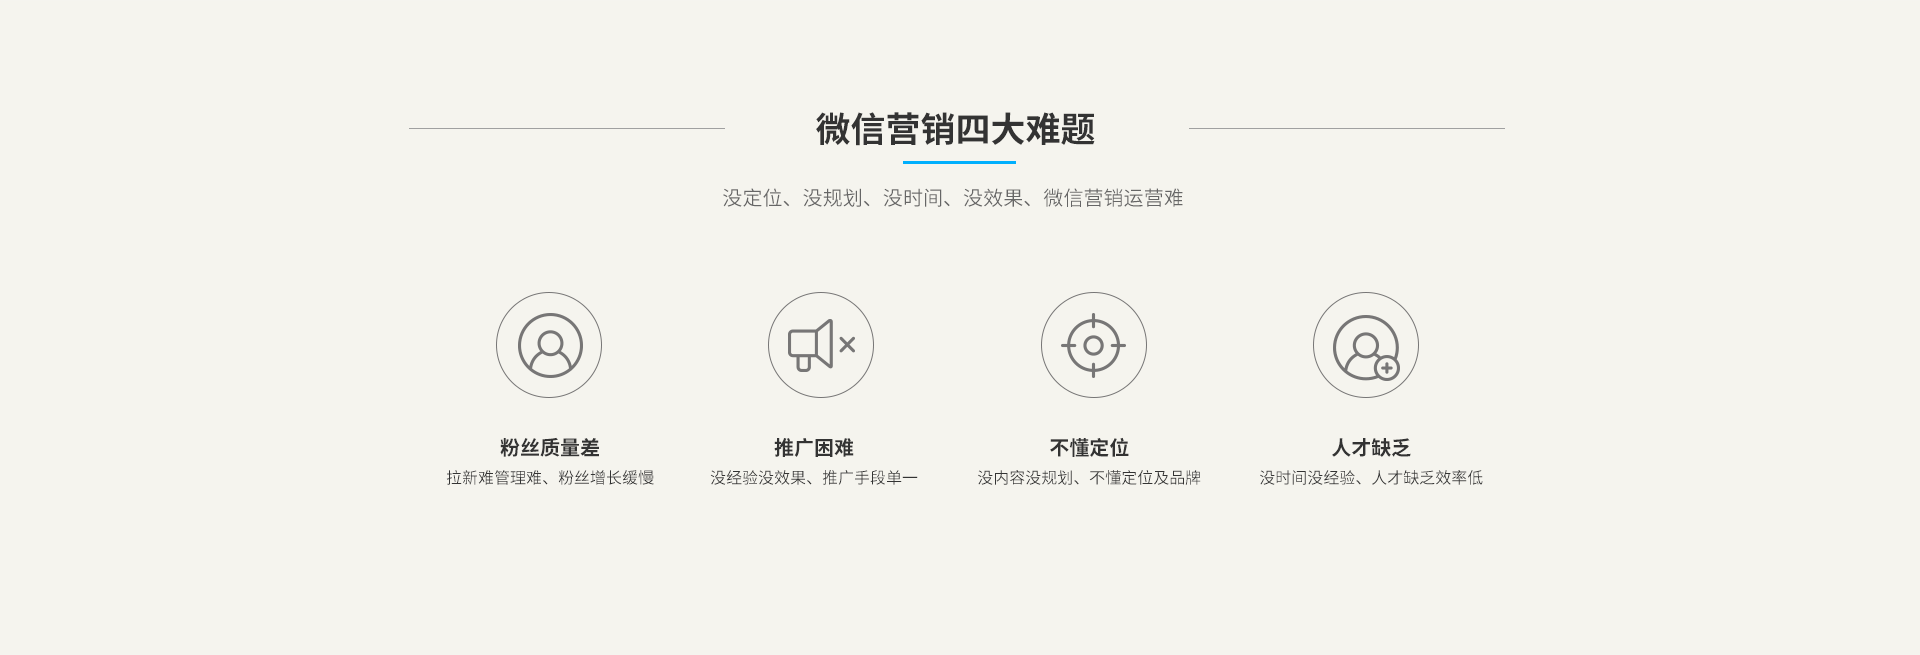 微信营销四大难题
没定位、没规划、没时间、没效果、微信营销运营难
粉丝质量差
拉新难管理难、粉丝增长缓慢
推广困难
没经验没效果、推广手段单一
不懂定位
没内容没规划、不懂定位及品牌
人才缺乏
没时间没经验、人才缺乏效率低